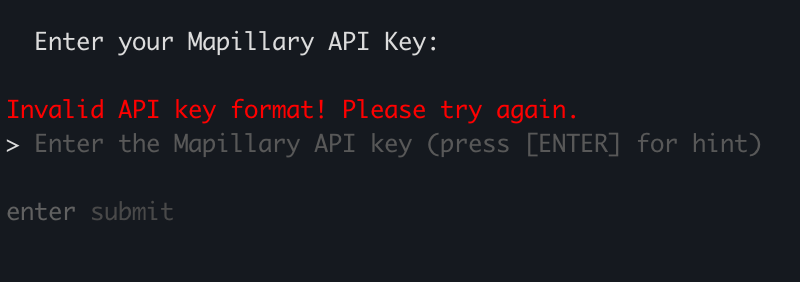 Enter your Mapillary API Key:
Invalid API key format! Please try again.
> Enter the Mapillary API key (press [ENTER] for hint)
enter submit